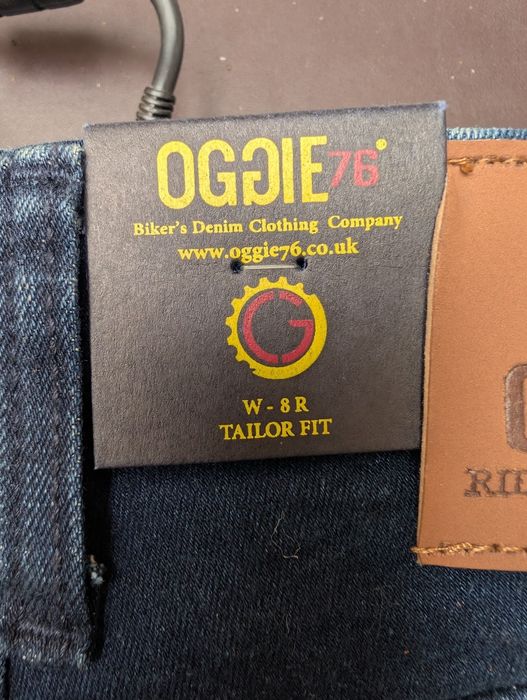 OGGIE76®
Biker's Denim Clothing Company
www.oggie76.co.uk
W - 8 R
TAILOR FIT